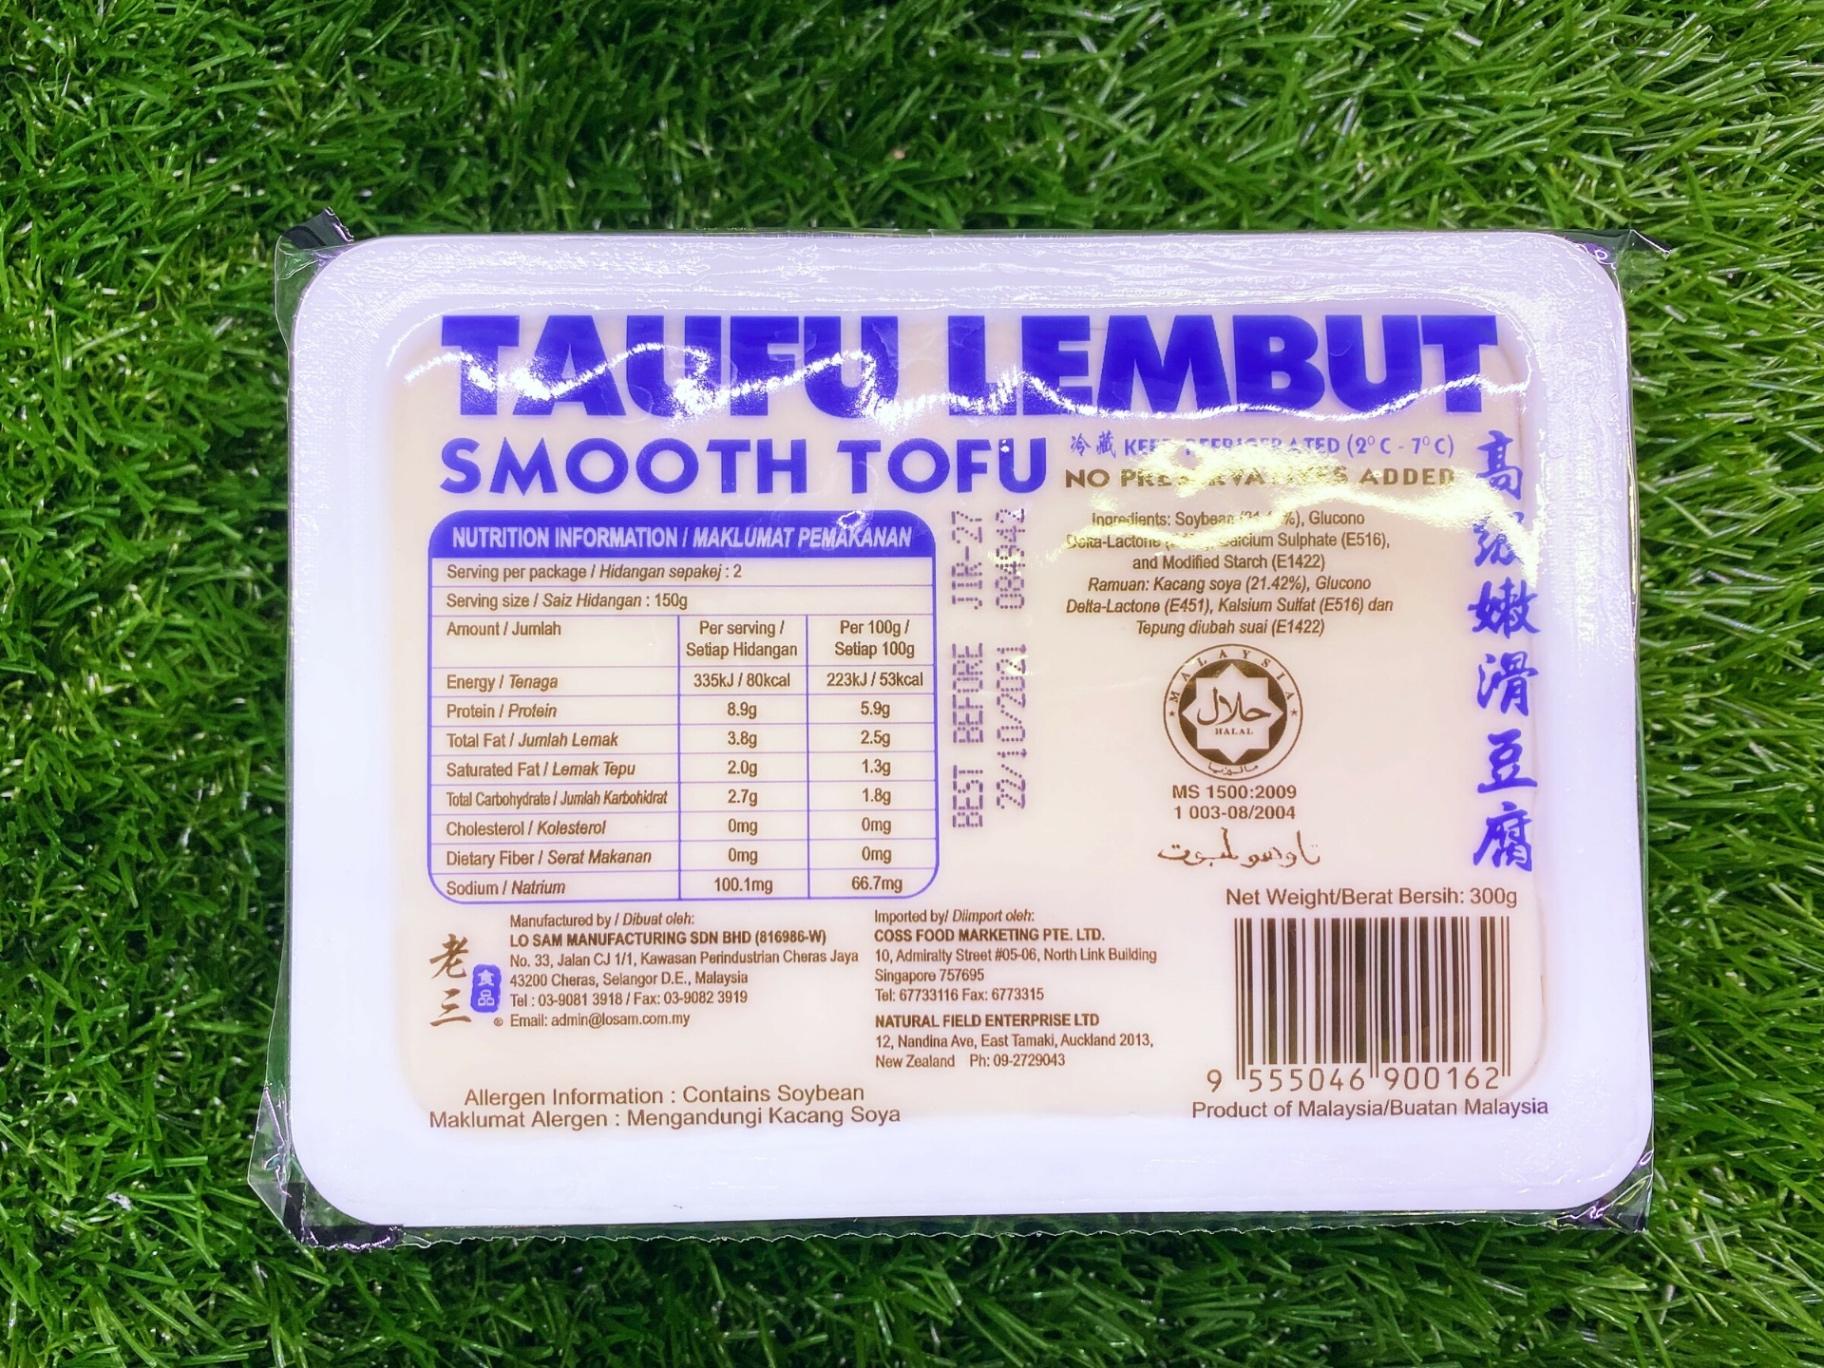 TAUFU LEMBUT
SMOOTH TOFU
冷藏 KEEP REFRIGERATED (2°C - 7°C)
NO PRESERVATIVES ADDED
高級嫩滑豆腐
NUTRITION INFORMATION / MAKLUMAT PEMAKANAN
Serving per package / Hidangan sepakej : 2
Serving size / Saiz Hidangan : 150g
Amount / Jumlah Per serving / Setiap Hidangan Per 100g / Setiap 100g
Energy / Tenaga 335kJ / 80kcal 223kJ / 53kcal
Protein / Protein 8.9g 5.9g
Total Fat / Jumlah Lemak 3.8g 2.5g
Saturated Fat / Lemak Tepu 2.0g 1.3g
Total Carbohydrate / Jumlah Karbohidrat 2.7g 1.8g
Cholesterol / Kolesterol 0mg 0mg
Dietary Fiber / Serat Makanan 0mg 0mg
Sodium / Natrium 100.1mg 66.7mg
BEST BEFORE JIR-27
22/10/2021 084842
Ingredients: Soybean Glucono
Delta-Lactone Calcium Sulphate (E516),
and Modified Starch (E1422)
Ramuan: Kacang soya (21.42%), Glucono
Delta-Lactone (E451), Kalsium Sulfat (E516) dan
Tepung diubah suai (E1422)
MALAYSIA
حلال
HALAL
مليسيا
MS 1500:2009
1 003-08/2004
Net Weight/Berat Bersih: 300g
老三
食品
®
Manufactured by / Dibuat oleh:
LO SAM MANUFACTURING SDN BHD (816986-W)
No. 33, Jalan CJ 1/1, Kawasan Perindustrian Cheras Jaya
43200 Cheras, Selangor D.E., Malaysia
Tel : 03-9081 3918 / Fax: 03-9082 3919
Email: admin@losam.com.my
Imported by/ Diimport oleh:
COSS FOOD MARKETING PTE. LTD.
10, Admiralty Street #05-06, North Link Building
Singapore 757695
Tel: 67733116 Fax: 6773315
NATURAL FIELD ENTERPRISE LTD
12, Nandina Ave, East Tamaki, Auckland 2013,
New Zealand Ph: 09-2729043
Allergen Information : Contains Soybean
Maklumat Alergen : Mengandungi Kacang Soya
9 555046 900162
Product of Malaysia/Buatan Malaysia